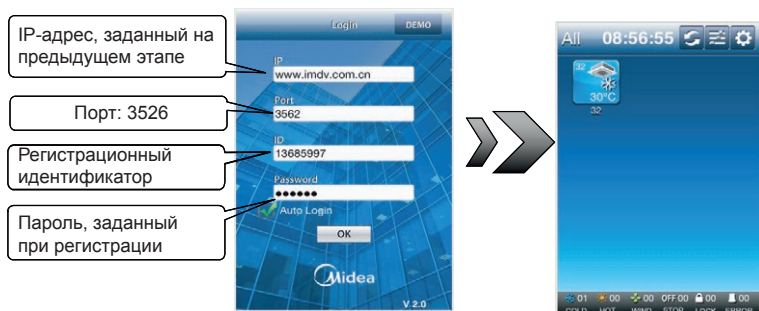 IP-адрес, заданный на
предыдущем этапе
Порт: 3526
Регистрационный
идентификатор
Пароль, заданный
при регистрации
Login
DEMO
IP
www.imdv.com.cn
Port
3562
ID
13685997
Password
●●●●●●
Auto Login
OK
Midea
V 2.0
All 08:56:55
32
30°C
32
01 00 00 OFF 00 00 00
COLD HOT WIND STOP LOCK ERROR